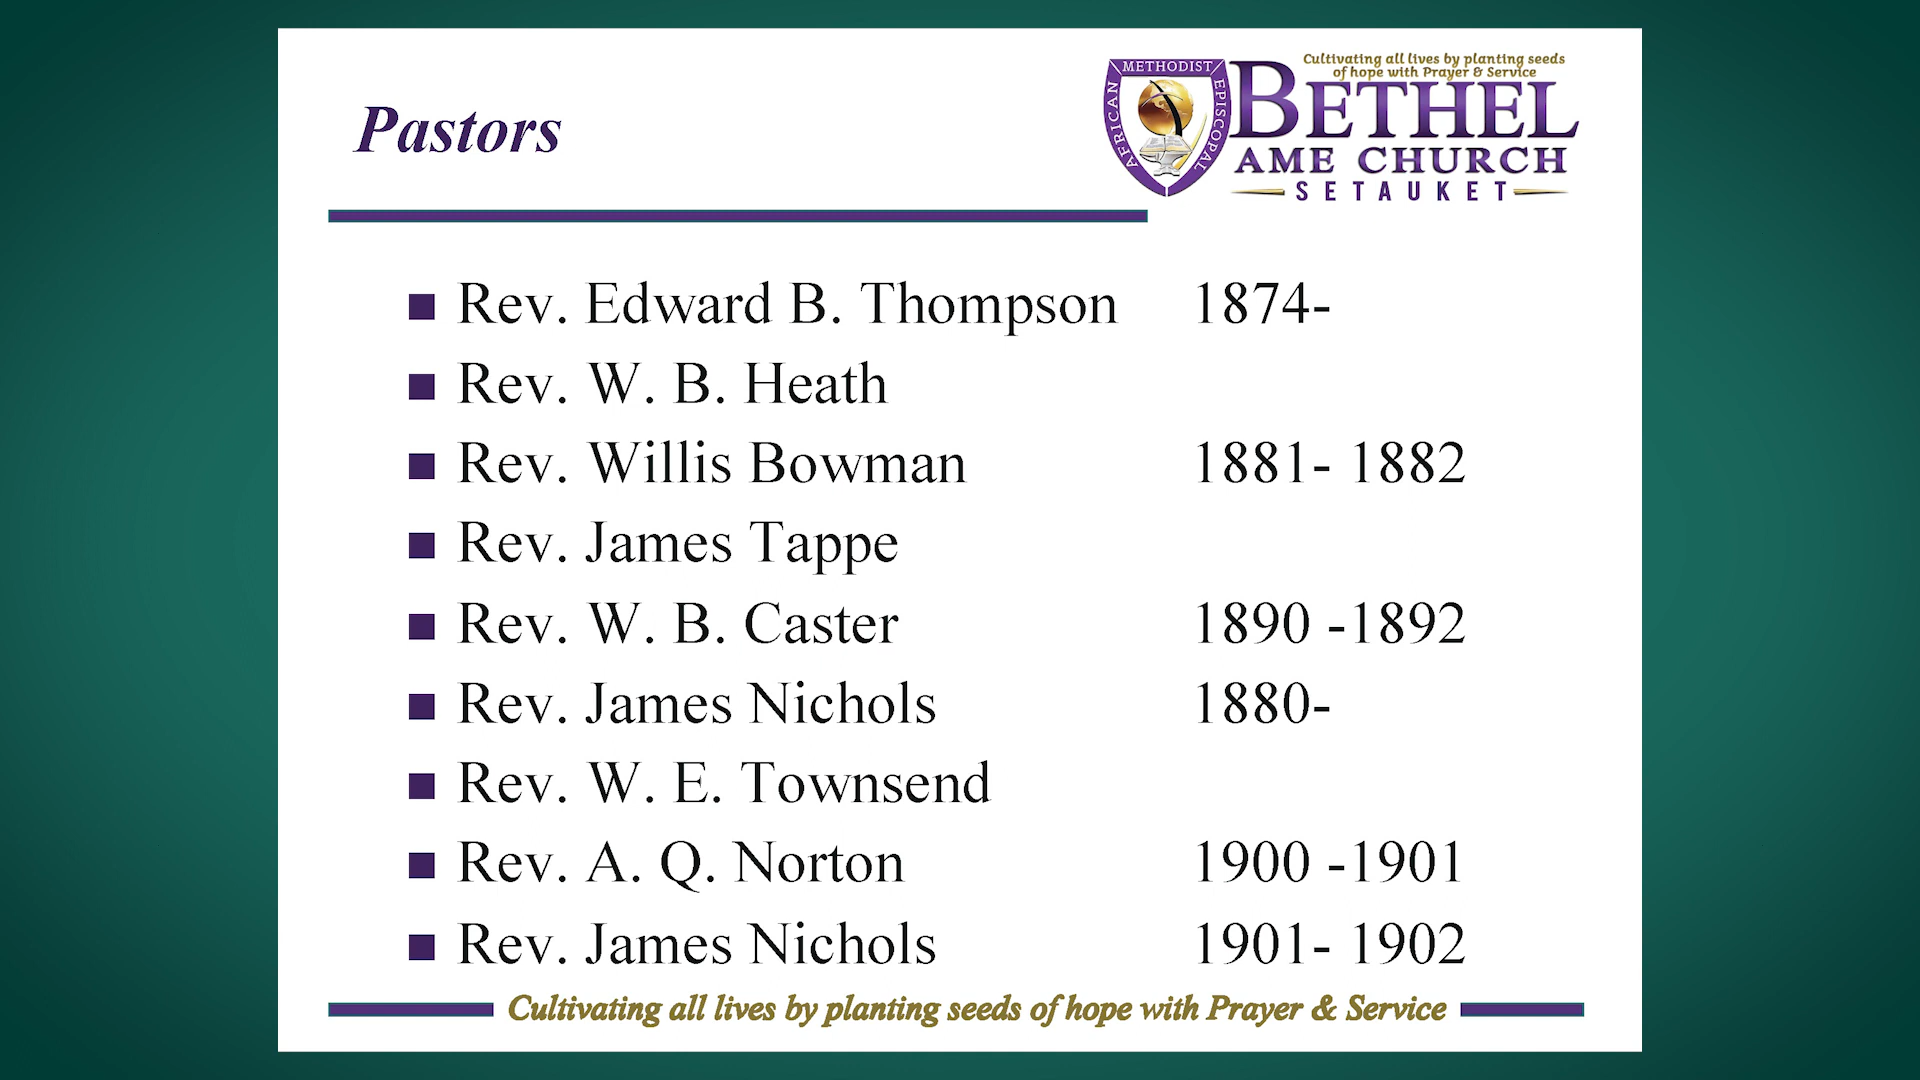 Pastors
Cultivating all lives by planting seeds
of hope with Prayer & Service
AFRICAN METHODIST EPISCOPAL
BETHEL
AME CHURCH
SETAUKET
Rev. Edward B. Thompson 1874-
Rev. W. B. Heath
Rev. Willis Bowman 1881- 1882
Rev. James Tappe
Rev. W. B. Caster 1890 -1892
Rev. James Nichols 1880-
Rev. W. E. Townsend
Rev. A. Q. Norton 1900 -1901
Rev. James Nichols 1901- 1902
Cultivating all lives by planting seeds of hope with Prayer & Service